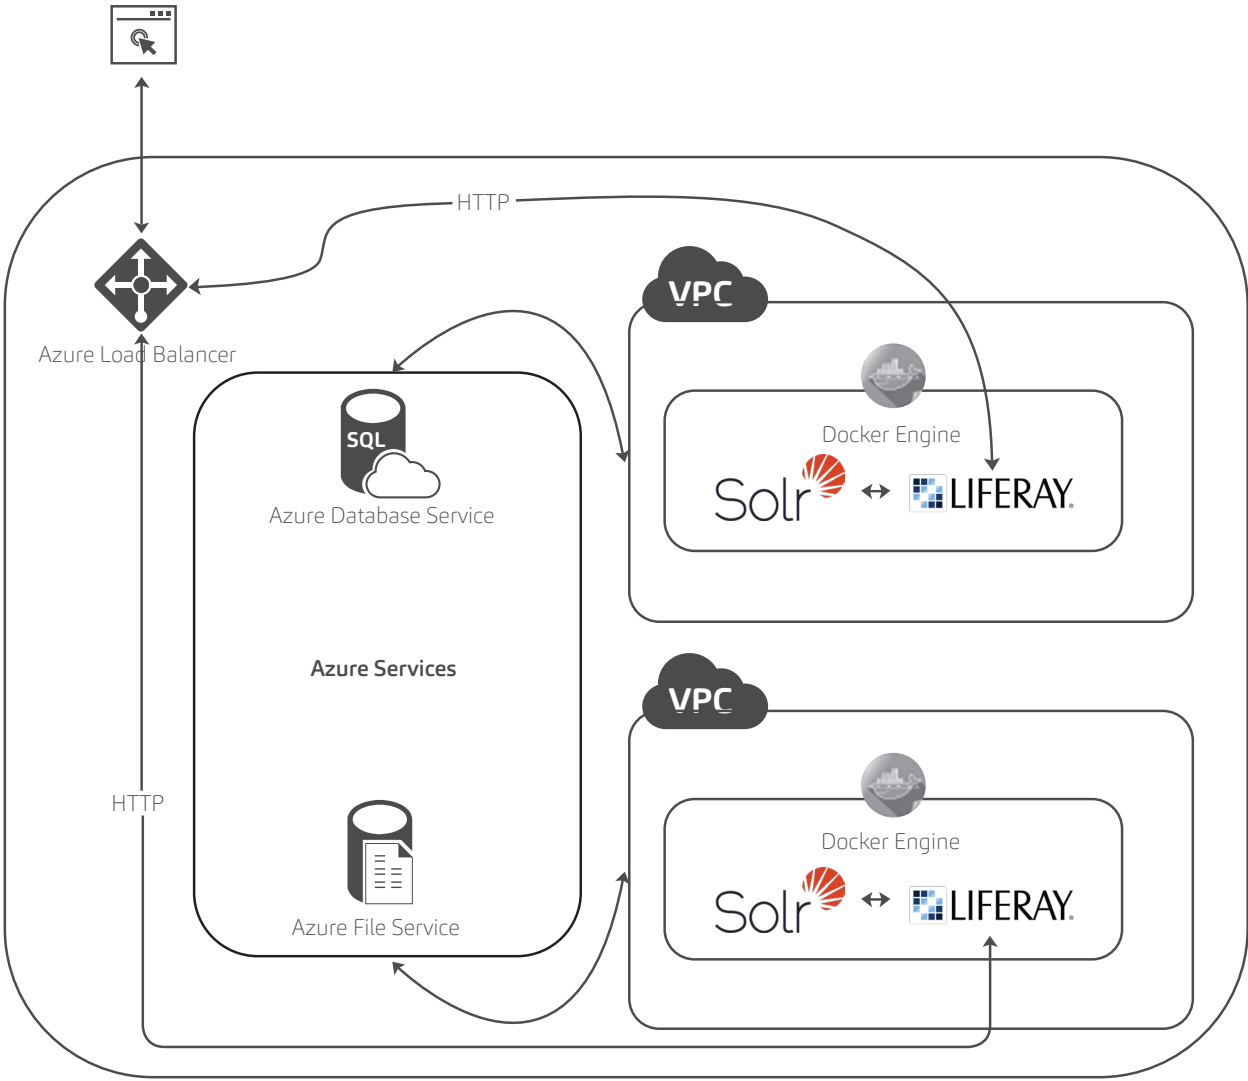 HTTP
VPC
Azure Load Balancer
Docker Engine
SQL
Solr
LIFERAY.
Azure Database Service
Azure Services
VPC
HTTP
Docker Engine
Solr
LIFERAY.
Azure File Service